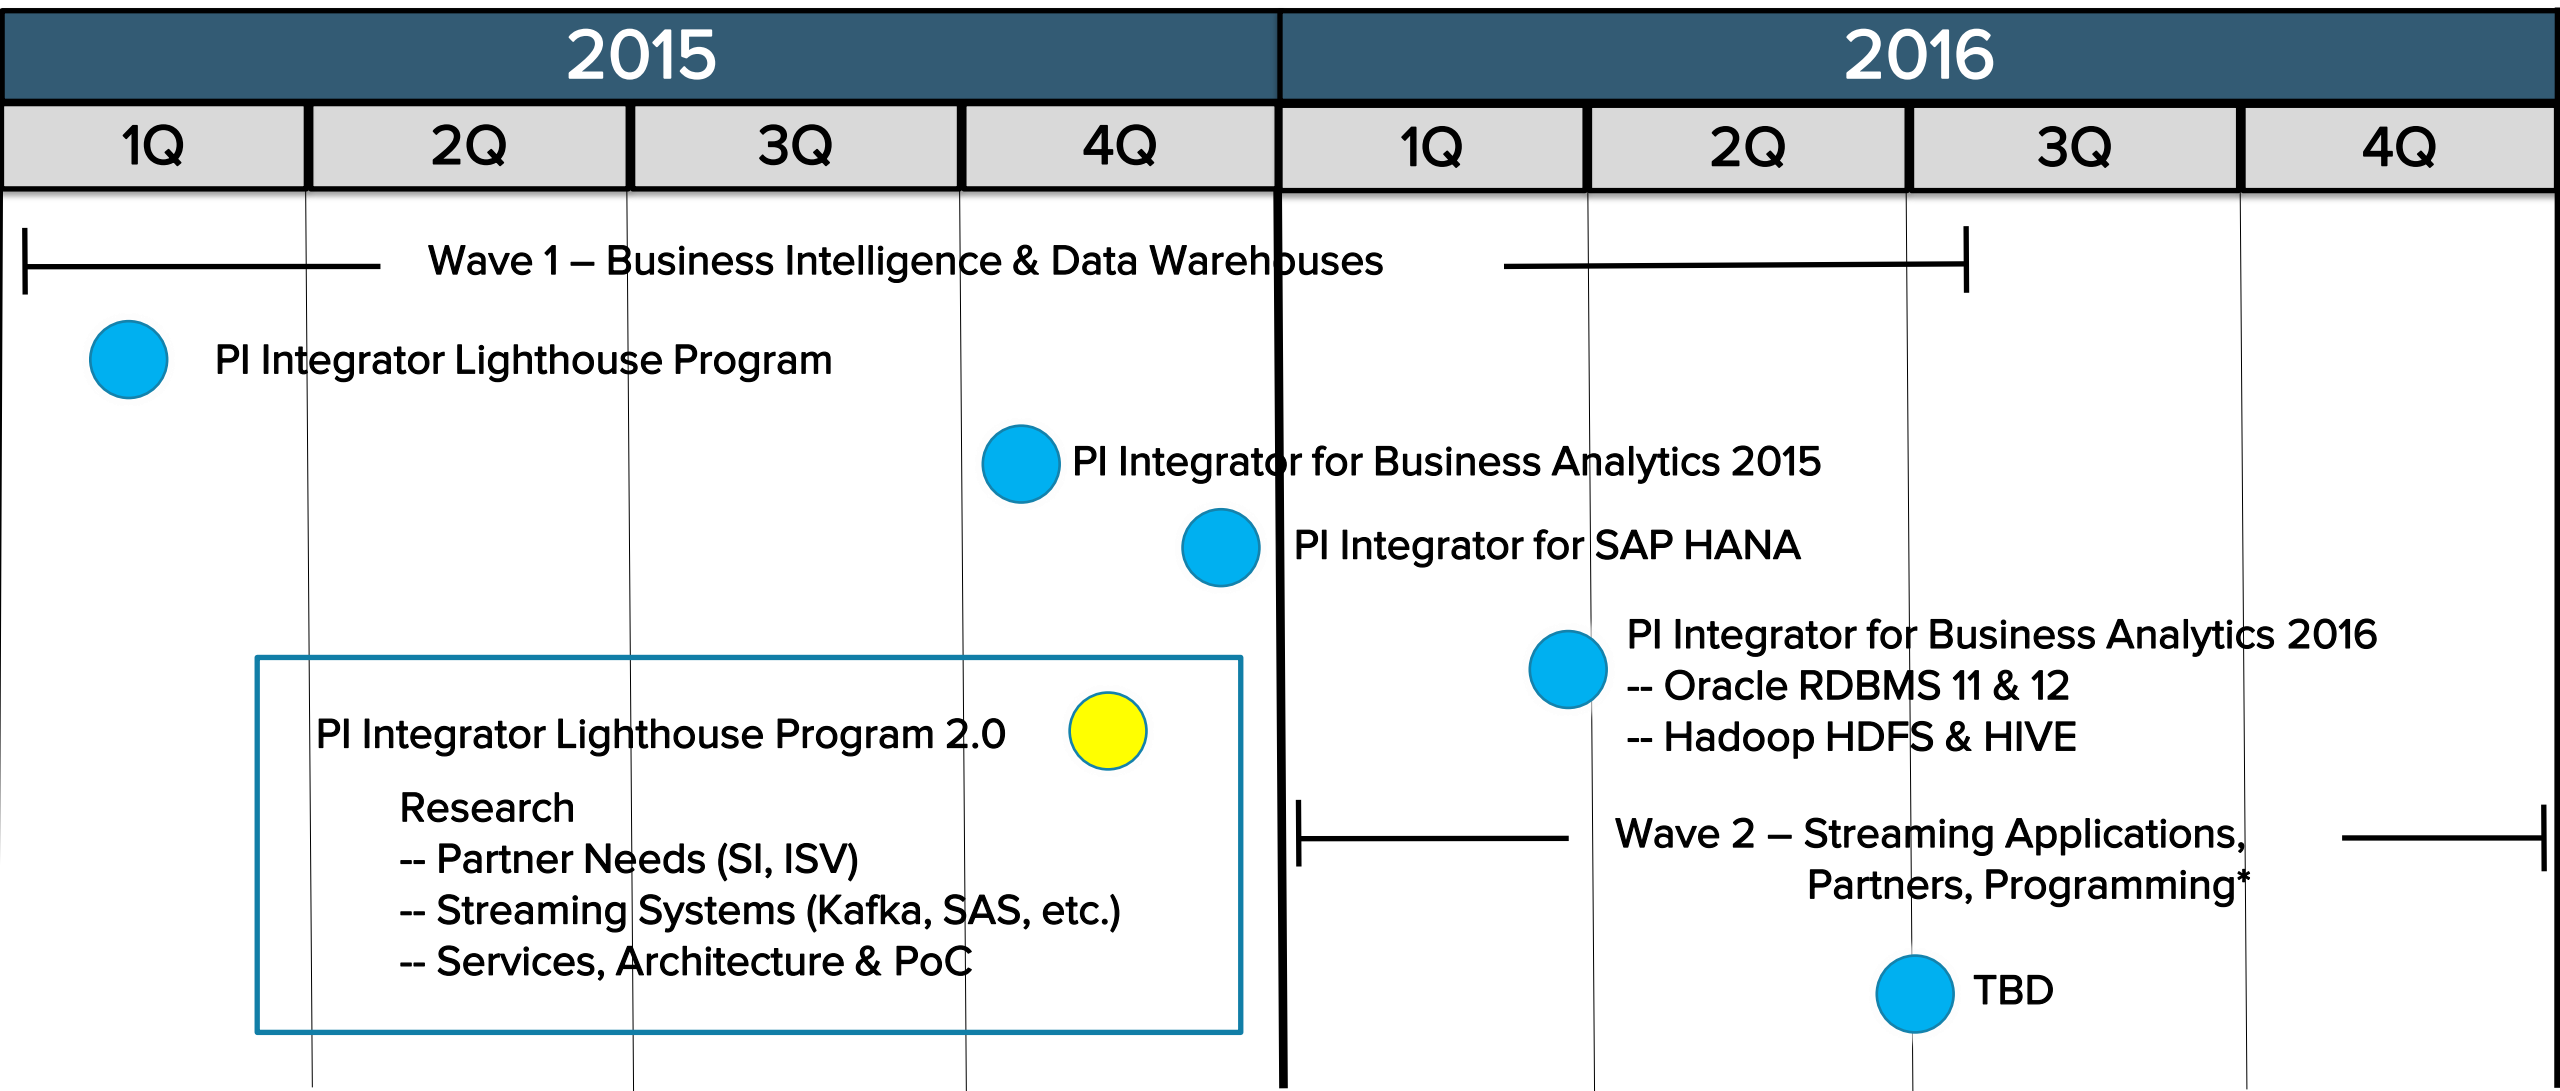 2015
2016
1Q
2Q
3Q
4Q
1Q
2Q
3Q
4Q
Wave 1 – Business Intelligence & Data Warehouses
PI Integrator Lighthouse Program
PI Integrator for Business Analytics 2015
PI Integrator for SAP HANA
PI Integrator for Business Analytics 2016
-- Oracle RDBMS 11 & 12
-- Hadoop HDFS & HIVE
PI Integrator Lighthouse Program 2.0
Research
-- Partner Needs (SI, ISV)
-- Streaming Systems (Kafka, SAS, etc.)
-- Services, Architecture & PoC
Wave 2 – Streaming Applications,
Partners, Programming*
TBD